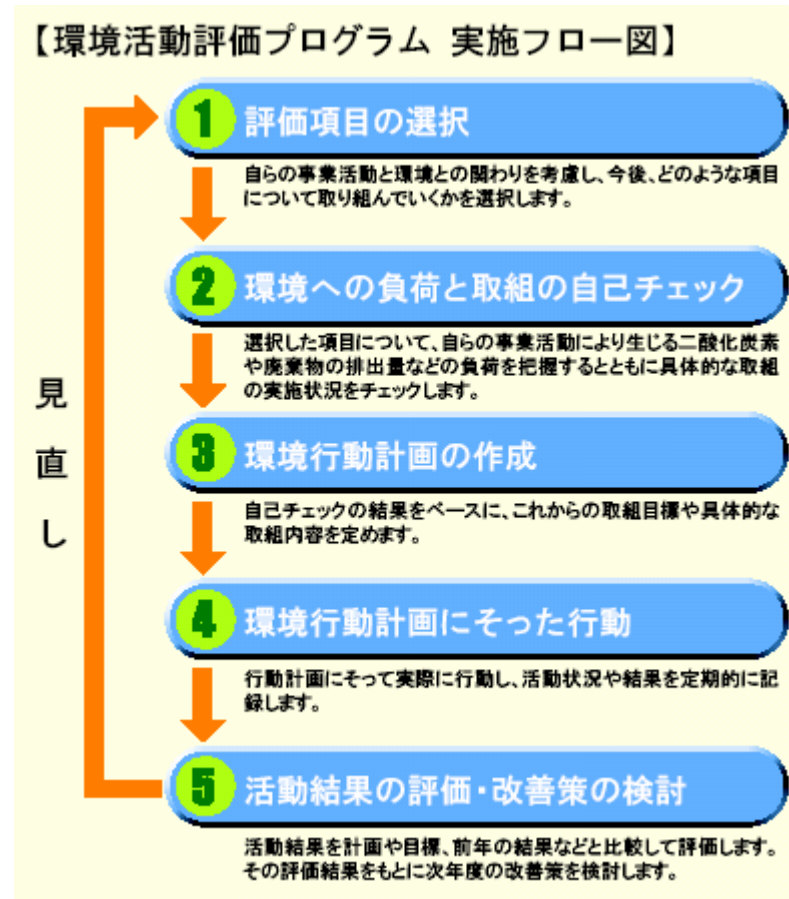 【環境活動評価プログラム 実施フロー図】
1 評価項目の選択
自らの事業活動と環境との関わりを考慮し、今後、どのような項目
について取り組んでいくかを選択します。
2 環境への負荷と取組の自己チェック
選択した項目について、自らの事業活動により生じる二酸化炭素
や廃棄物の排出量などの負荷を把握するとともに具体的な取組
の実施状況をチェックします。
3 環境行動計画の作成
自己チェックの結果をベースに、これからの取組目標や具体的な
取組内容を定めます。
4 環境行動計画にそった行動
行動計画にそって実際に行動し、活動状況や結果を定期的に記
録します。
5 活動結果の評価・改善策の検討
活動結果を計画や目標、前年の結果などと比較して評価します。
その評価結果をもとに次年度の改善策を検討します。
見直し